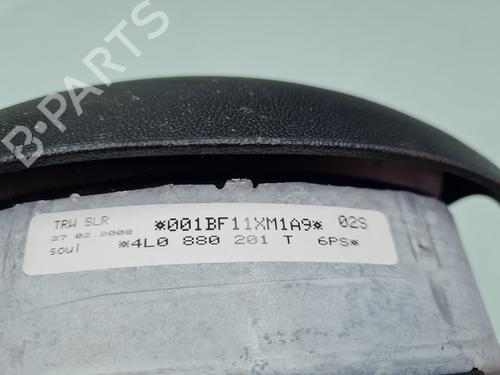 B-PARTS
TRW SLR *001BF11XM1A9* 02S
27.02.2008
soul *4L0 880 201 T 6PS*